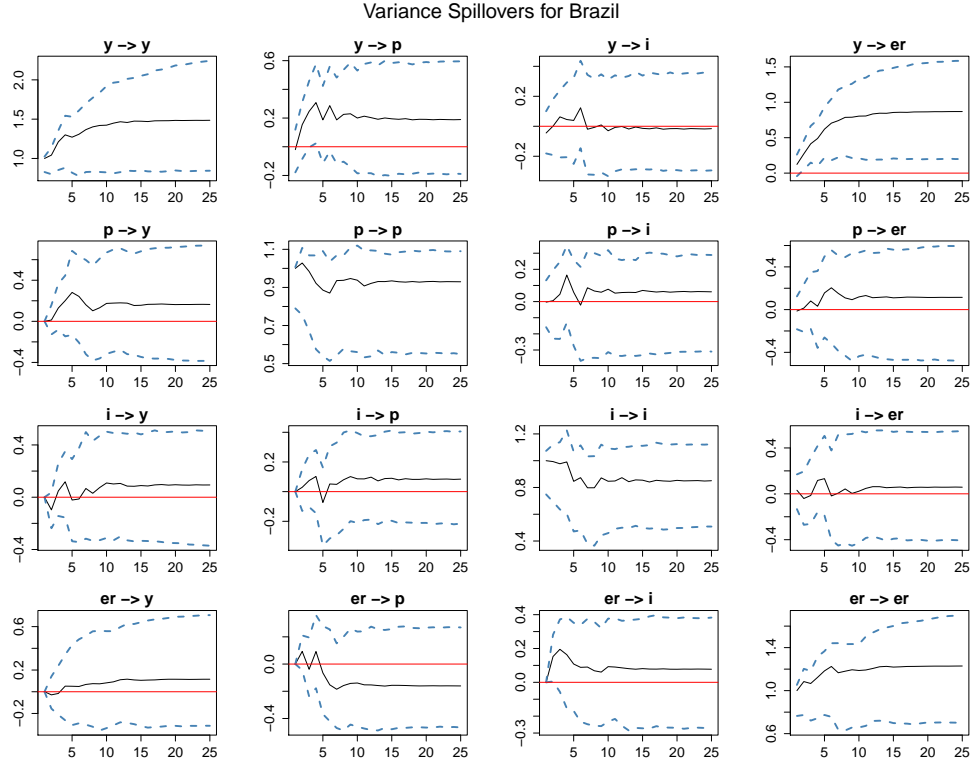 Variance Spillovers for Brazil
y −> y
y −> p
y −> i
y −> er
1.0 1.5 2.0
−0.2 0.2 0.6
−0.2 0.2
0.0 0.5 1.0 1.5
5 10 15 20 25
5 10 15 20 25
5 10 15 20 25
5 10 15 20 25
p −> y
p −> p
p −> i
p −> er
−0.4 0.0 0.4
0.5 0.7 0.9 1.1
−0.3 0.0 0.2
−0.4 0.0 0.4
5 10 15 20 25
5 10 15 20 25
5 10 15 20 25
5 10 15 20 25
i −> y
i −> p
i −> i
i −> er
−0.4 0.0 0.4
−0.2 0.2
0.4 0.8 1.2
−0.4 0.0 0.4
5 10 15 20 25
5 10 15 20 25
5 10 15 20 25
5 10 15 20 25
er −> y
er −> p
er −> i
er −> er
−0.2 0.2 0.6
−0.4 0.0
−0.3 0.0 0.2 0.4
0.6 1.0 1.4
5 10 15 20 25
5 10 15 20 25
5 10 15 20 25
5 10 15 20 25